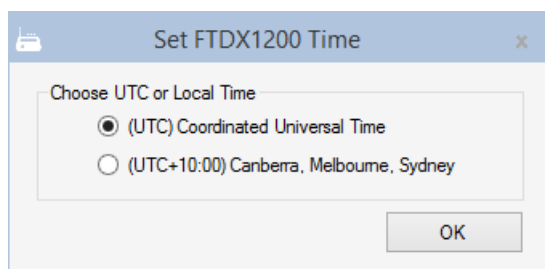 Set FTDX1200 Time
x
Choose UTC or Local Time
(UTC) Coordinated Universal Time
(UTC+10:00) Canberra, Melbourne, Sydney
OK